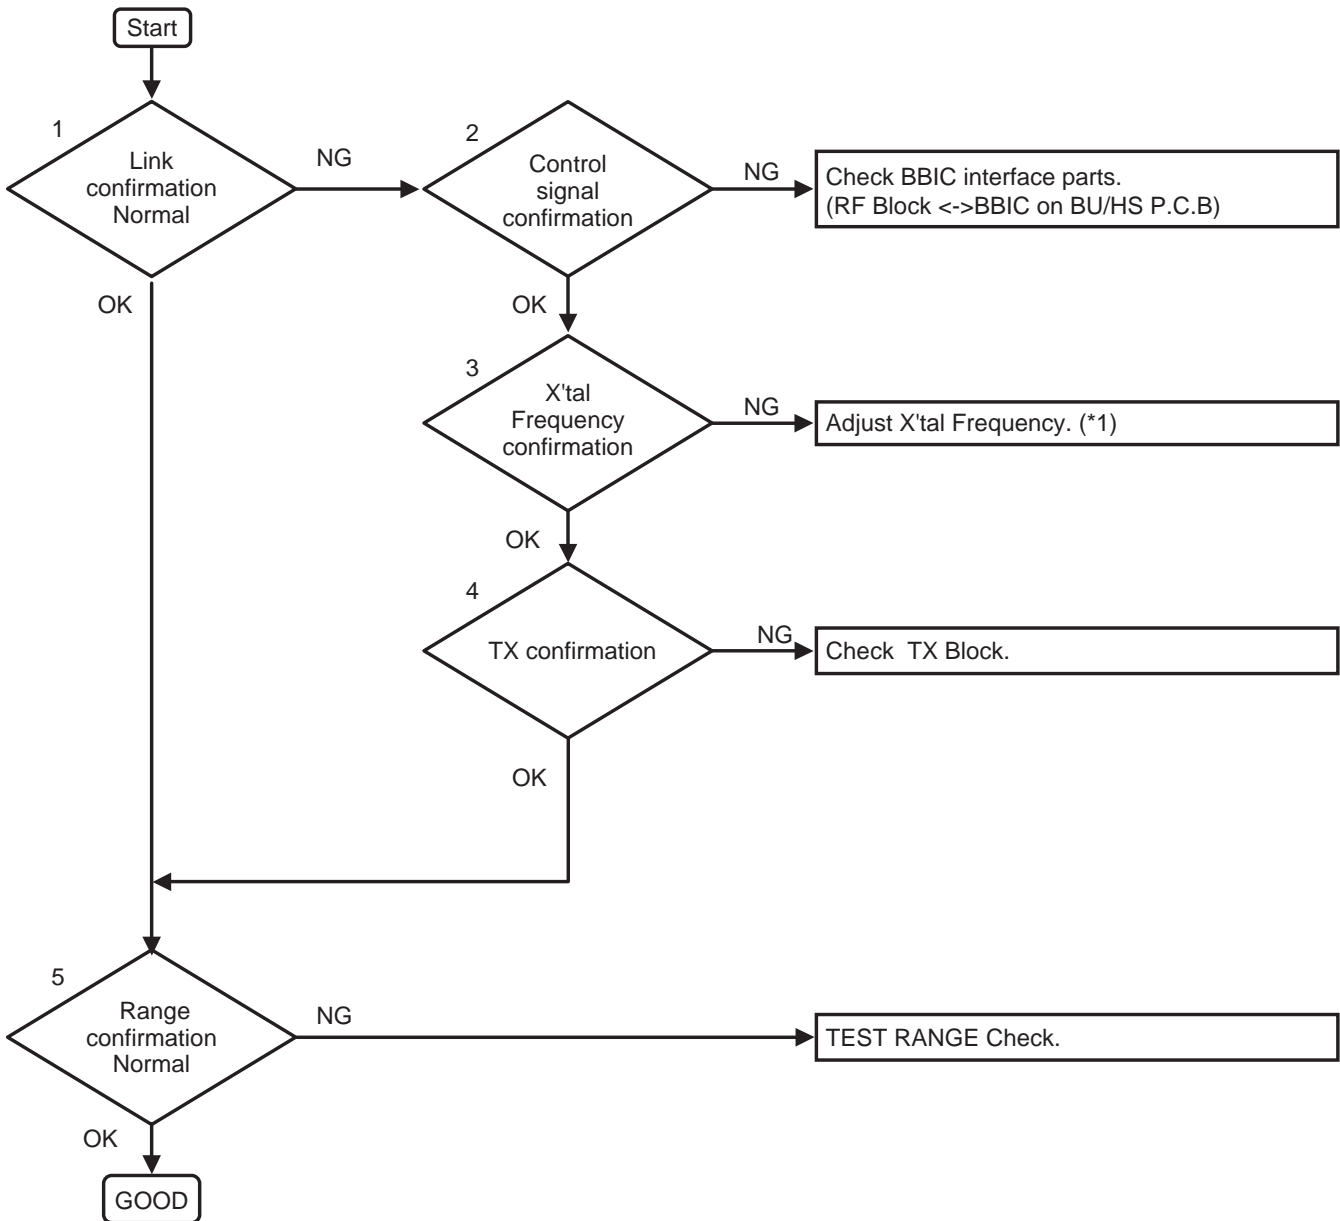 Start
1
Link
confirmation
Normal
NG
2
Control
signal
confirmation
NG
Check BBIC interface parts.
(RF Block <->BBIC on BU/HS P.C.B)
OK
OK
3
X'tal
Frequency
confirmation
NG
Adjust X'tal Frequency. (*1)
OK
4
TX confirmation
NG
Check  TX Block.
OK
5
Range
confirmation
Normal
NG
TEST RANGE Check.
OK
GOOD